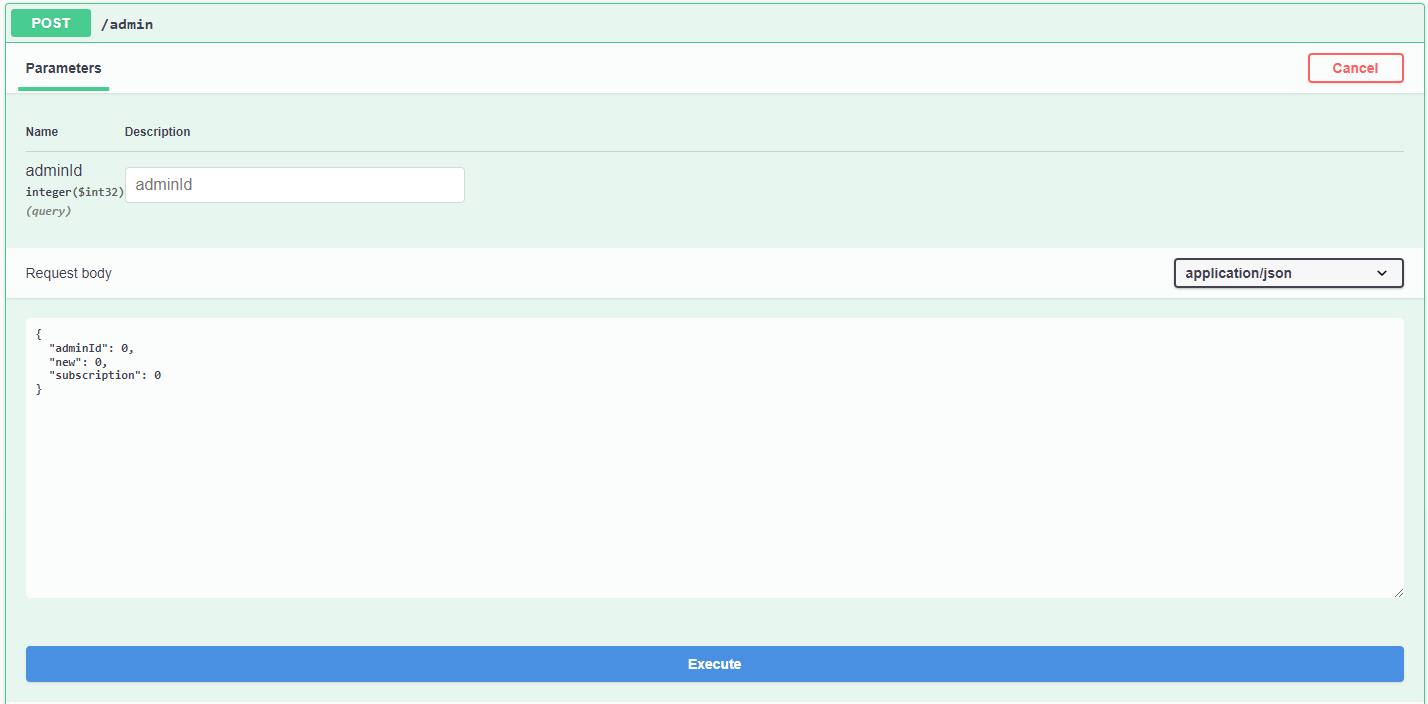 POST /admin
Parameters
Cancel
Name Description
adminId
integer($int32)
(query)
adminId
Request body
application/json
{
  "adminId": 0,
  "new": 0,
  "subscription": 0
}
Execute